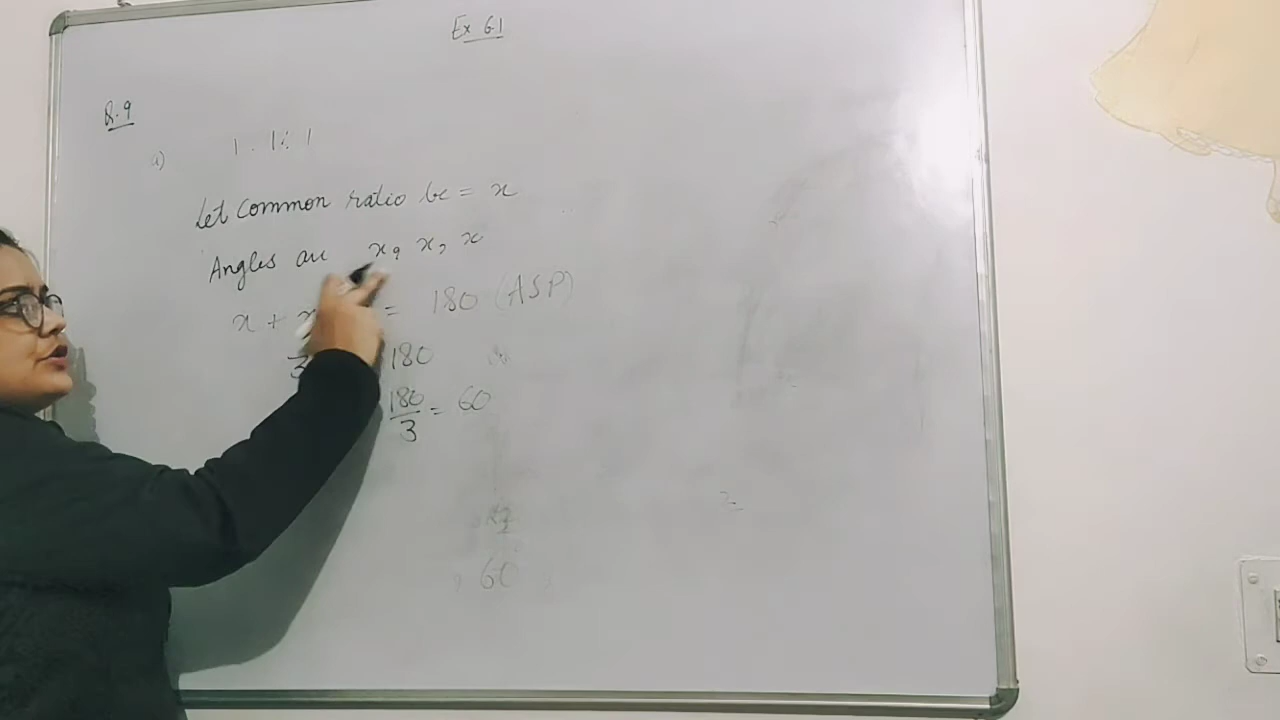 Ex 6.1
Q.9
i) 1 : 1 : 1
Let Common ratio be = x
Angles are x, x, x
x + x = 180 (ASP)
3 180
180/3 = 60
60